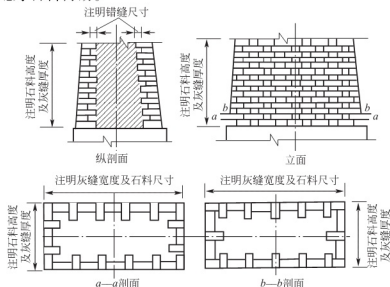 注明错缝尺寸
注明石料高度
及灰缝厚度
纵剖面
注明石料高度
及灰缝厚度
b
b
a
a
立面
注明灰缝宽度及石料尺寸
注明石料高度
及灰缝厚度
a—a剖面
注明灰缝宽度及石料尺寸
注明石料高度
及灰缝厚度
b—b剖面